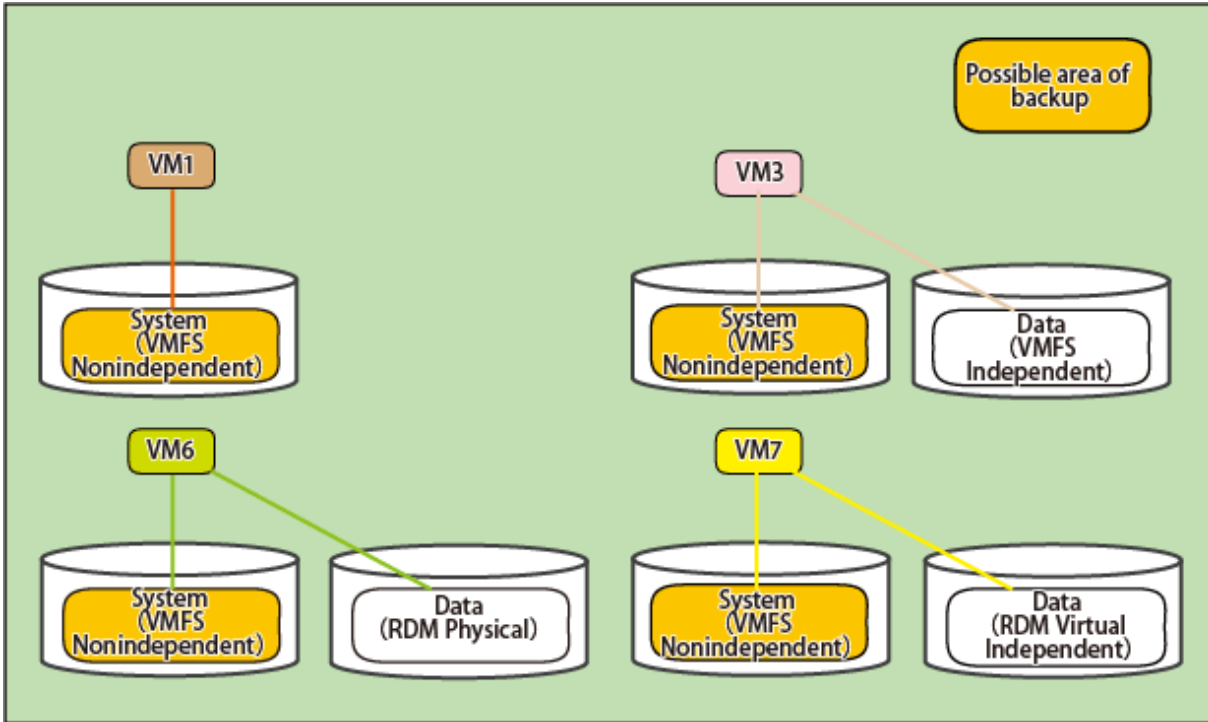 Possible area of
backup
VM1
VM3
System
(VMFS
Nonindependent)
System
(VMFS
Nonindependent)
Data
(VMFS
Independent)
VM6
VM7
System
(VMFS
Nonindependent)
Data
(RDM Physical)
System
(VMFS
Nonindependent)
Data
(RDM Virtual
Independent)